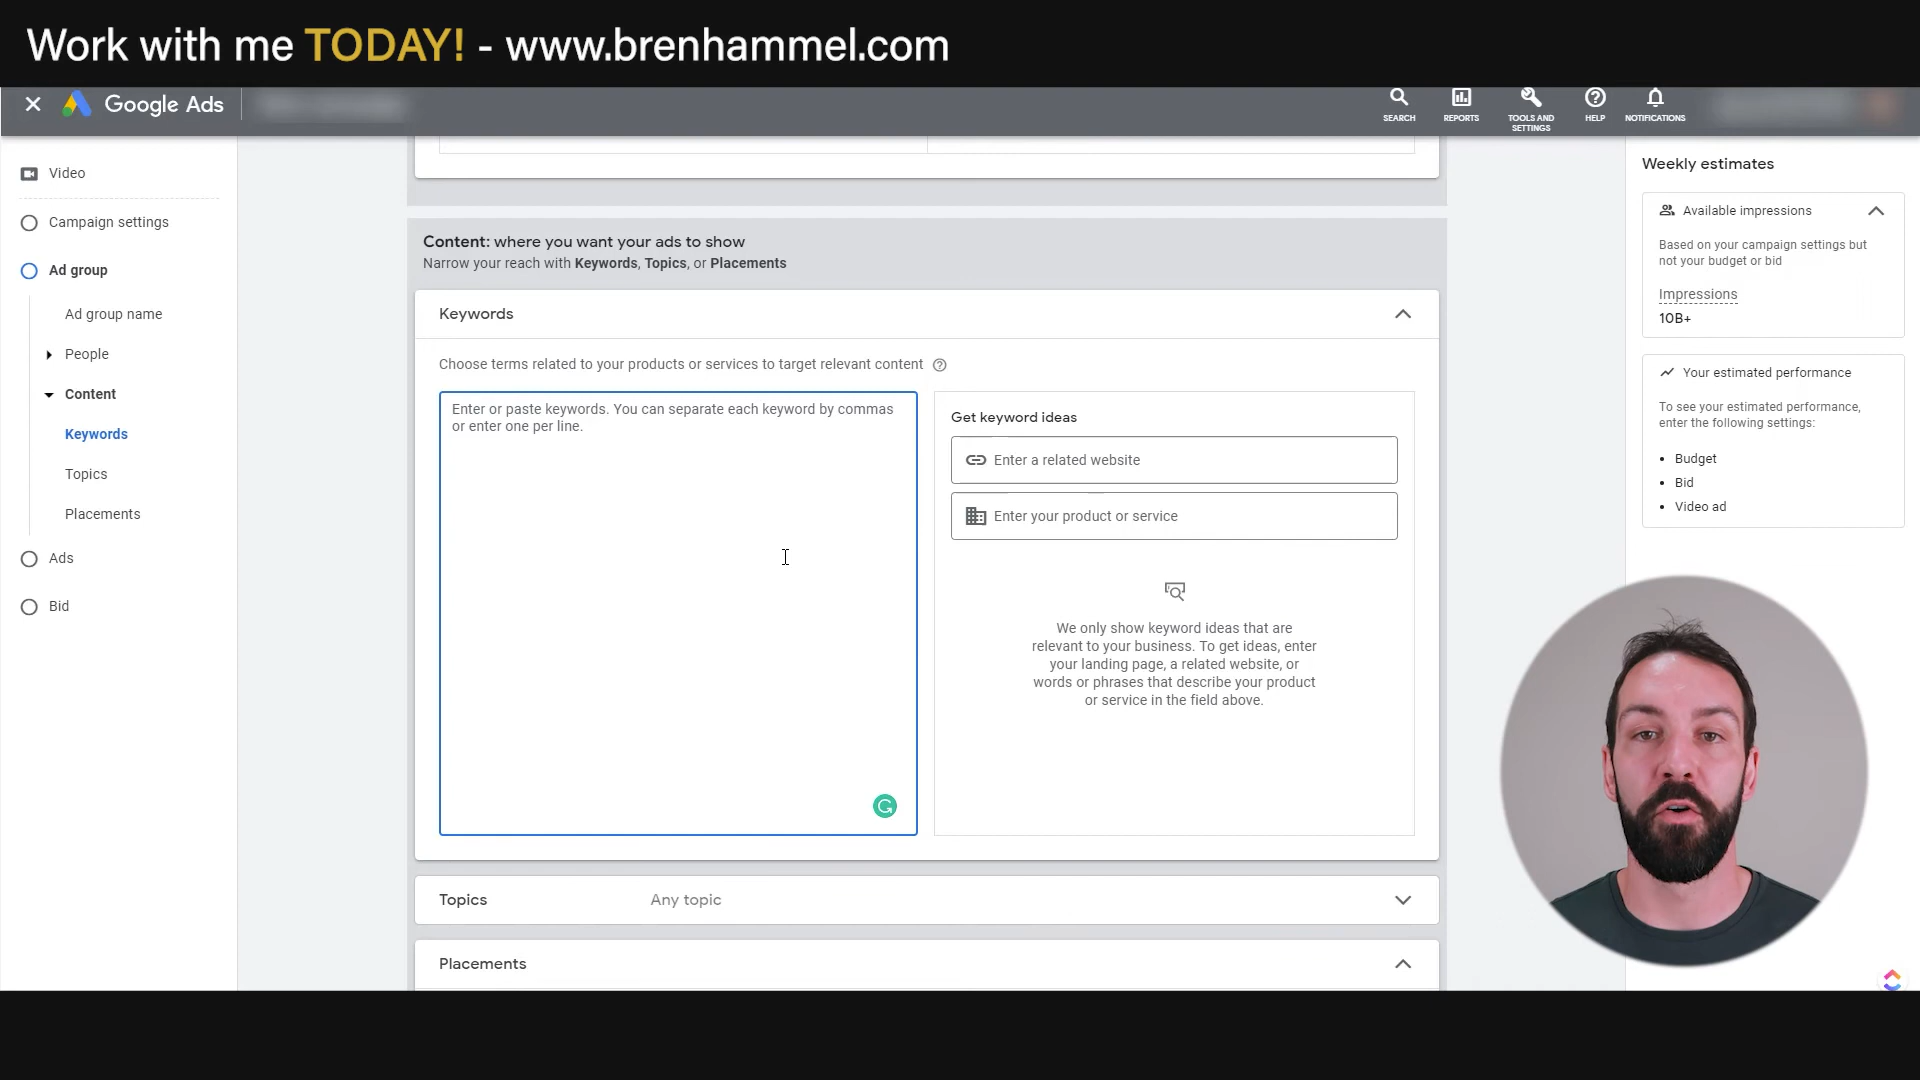 Work with me TODAY! - www.brenhammel.com
Google Ads
SEARCH
REPORTS
TOOLS AND
SETTINGS
HELP
NOTIFICATIONS
Video
Campaign settings
Ad group
Ad group name
People
Content
Keywords
Topics
Placements
Ads
Bid
Content: where you want your ads to show
Narrow your reach with Keywords, Topics, or Placements
Keywords
Choose terms related to your products or services to target relevant content
Enter or paste keywords. You can separate each keyword by commas
or enter one per line.
Get keyword ideas
Enter a related website
Enter your product or service
We only show keyword ideas that are
relevant to your business. To get ideas, enter
your landing page, a related website, or
words or phrases that describe your product
or service in the field above.
Topics
Any topic
Placements
Weekly estimates
Available impressions
Based on your campaign settings but
not your budget or bid
Impressions
10B+
Your estimated performance
To see your estimated performance,
enter the following settings:
• Budget
• Bid
• Video ad